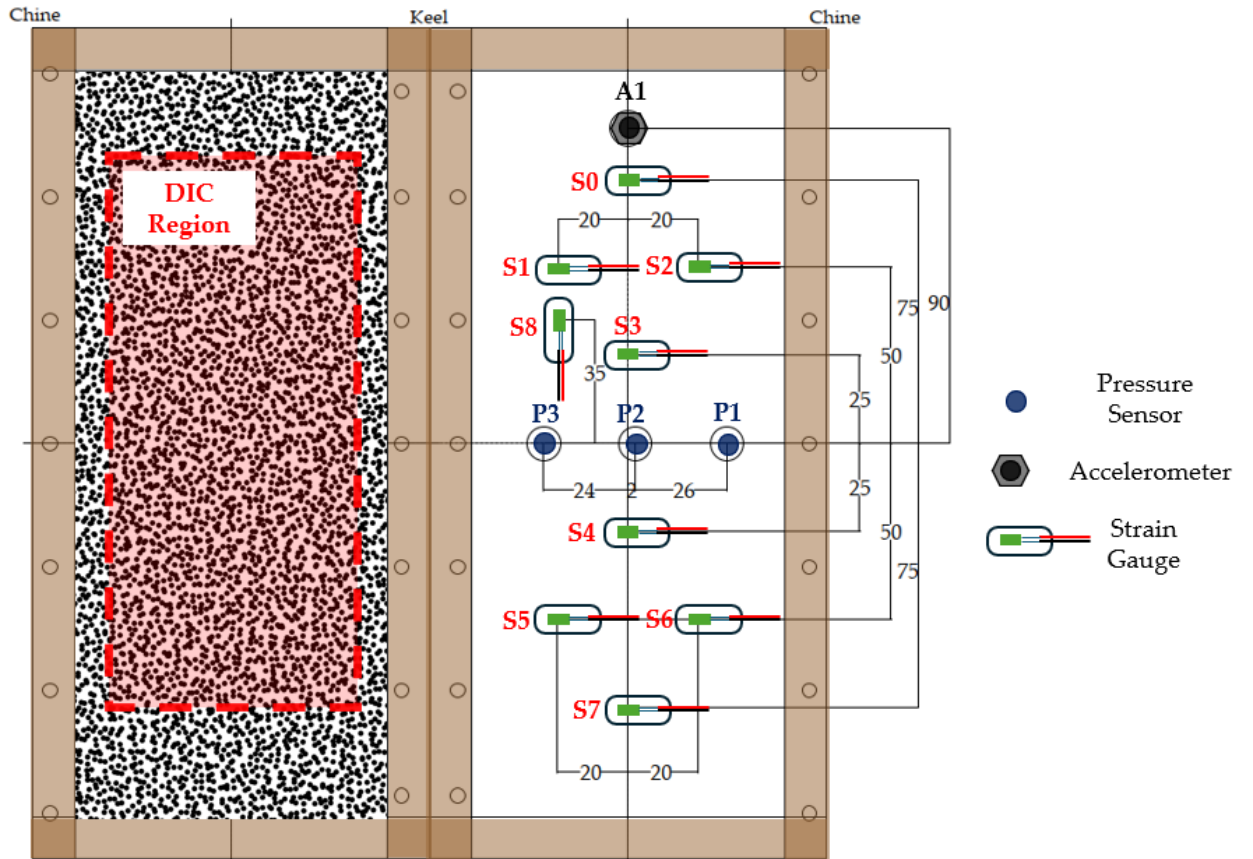 Chine
Keel
Chine
A1
S0
DIC
Region
20
20
S1
S2
S8
S3
75
90
50
35
25
P3
P2
P1
24
2
26
25
S4
50
75
S5
S6
S7
20
20
Pressure
Sensor
Accelerometer
Strain
Gauge